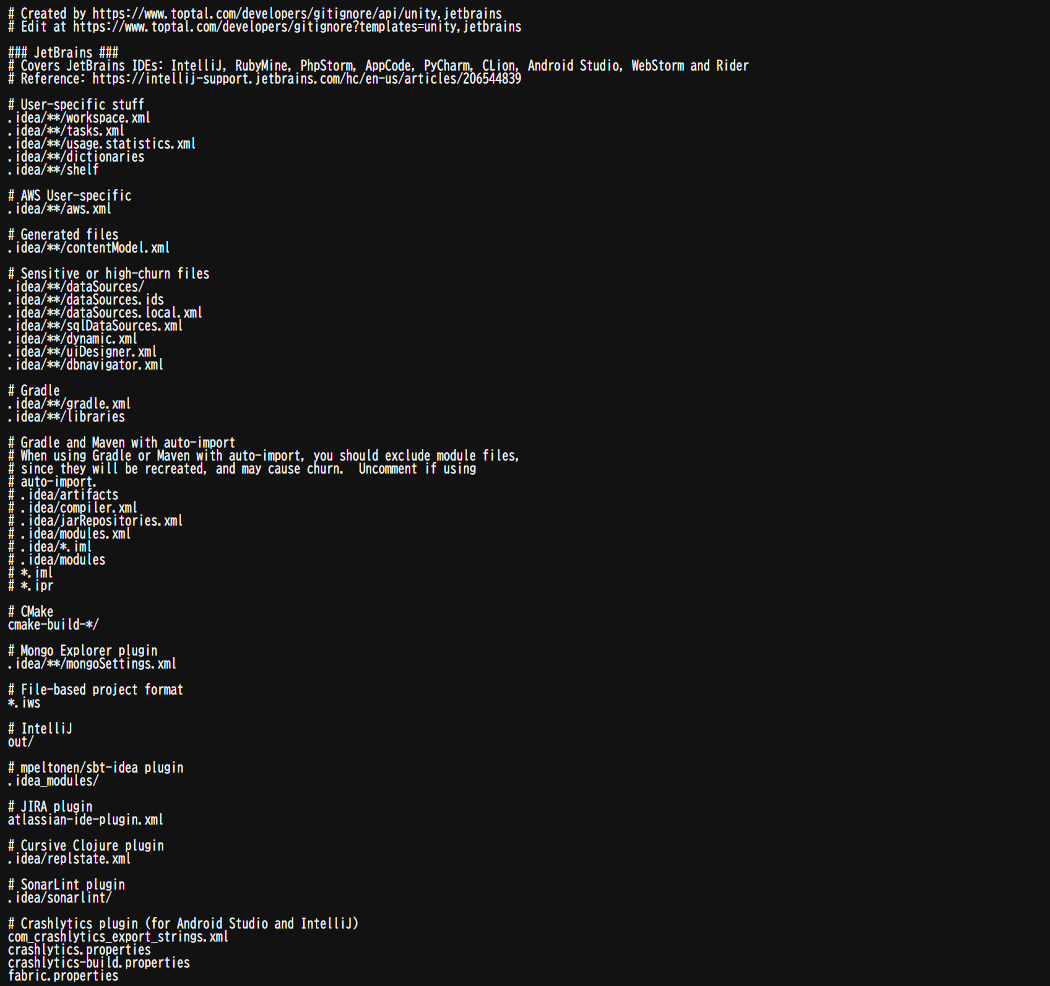 # Created by https://www.toptal.com/developers/gitignore/api/unity,jetbrains
# Edit at https://www.toptal.com/developers/gitignore?templates=unity,jetbrains

### JetBrains ###
# Covers JetBrains IDEs: IntelliJ, RubyMine, PhpStorm, AppCode, PyCharm, CLion, Android Studio, WebStorm and Rider
# Reference: https://intellij-support.jetbrains.com/hc/en-us/articles/206544839

# User-specific stuff
.idea/**/workspace.xml
.idea/**/tasks.xml
.idea/**/usage.statistics.xml
.idea/**/dictionaries
.idea/**/shelf

# AWS User-specific
.idea/**/aws.xml

# Generated files
.idea/**/contentModel.xml

# Sensitive or high-churn files
.idea/**/dataSources/
.idea/**/dataSources.ids
.idea/**/dataSources.local.xml
.idea/**/sqlDataSources.xml
.idea/**/dynamic.xml
.idea/**/uiDesigner.xml
.idea/**/dbnavigator.xml

# Gradle
.idea/**/gradle.xml
.idea/**/libraries

# Gradle and Maven with auto-import
# When using Gradle or Maven with auto-import, you should exclude module files,
# since they will be recreated, and may cause churn.  Uncomment if using
# auto-import.
# .idea/artifacts
# .idea/compiler.xml
# .idea/jarRepositories.xml
# .idea/modules.xml
# .idea/*.iml
# .idea/modules
# *.iml
# *.ipr

# CMake
cmake-build-*/

# Mongo Explorer plugin
.idea/**/mongoSettings.xml

# File-based project format
*.iws

# IntelliJ
out/

# mpeltonen/sbt-idea plugin
.idea_modules/

# JIRA plugin
atlassian-ide-plugin.xml

# Cursive Clojure plugin
.idea/replstate.xml

# SonarLint plugin
.idea/sonarlint/

# Crashlytics plugin (for Android Studio and IntelliJ)
com_crashlytics_export_strings.xml
crashlytics.properties
crashlytics-build.properties
fabric.properties